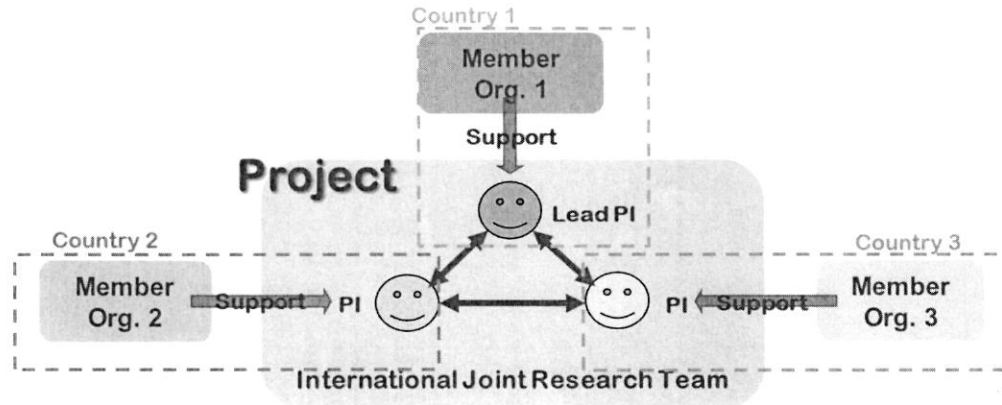 Country 1
Member
Org. 1
Support
Project
Lead PI
Country 2
Country 3
Member
Org. 2
Support
PI
PI
Support
Member
Org. 3
International Joint Research Team